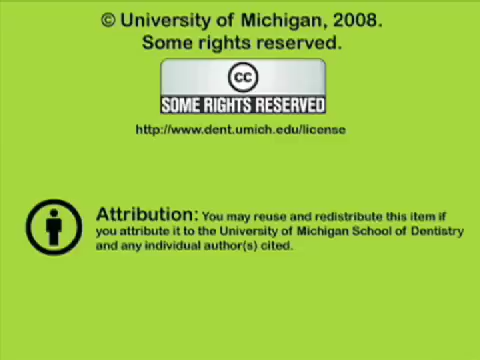 © University of Michigan, 2008.
Some rights reserved.
cc
SOME RIGHTS RESERVED
http://www.dent.umich.edu/license
Attribution: You may reuse and redistribute this item if
you attribute it to the University of Michigan School of Dentistry
and any individual author(s) cited.